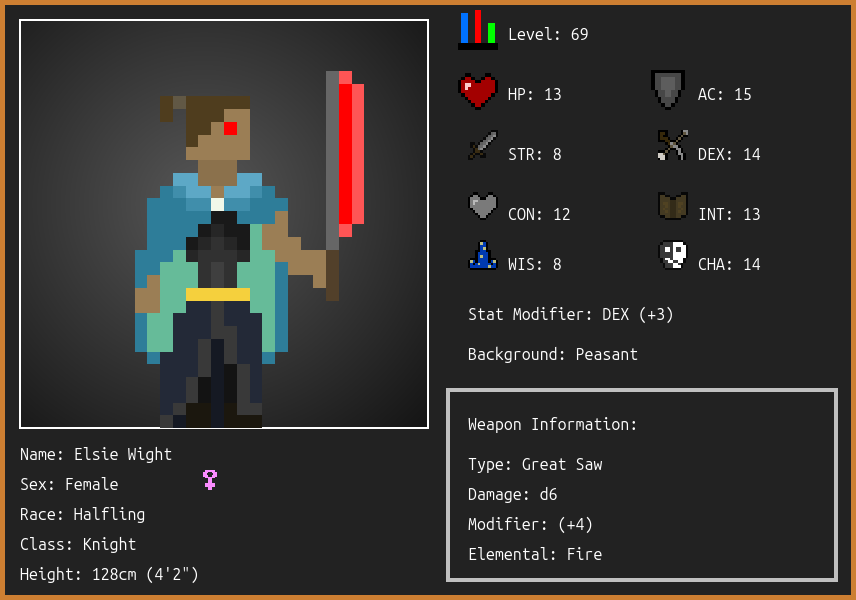 Level: 69
HP: 13
AC: 15
STR: 8
DEX: 14
CON: 12
INT: 13
WIS: 8
CHA: 14
Stat Modifier: DEX (+3)
Background: Peasant
Weapon Information:
Type: Great Saw
Damage: d6
Modifier: (+4)
Elemental: Fire
Name: Elsie Wight
Sex: Female
Race: Halfling
Class: Knight
Height: 128cm (4'2")